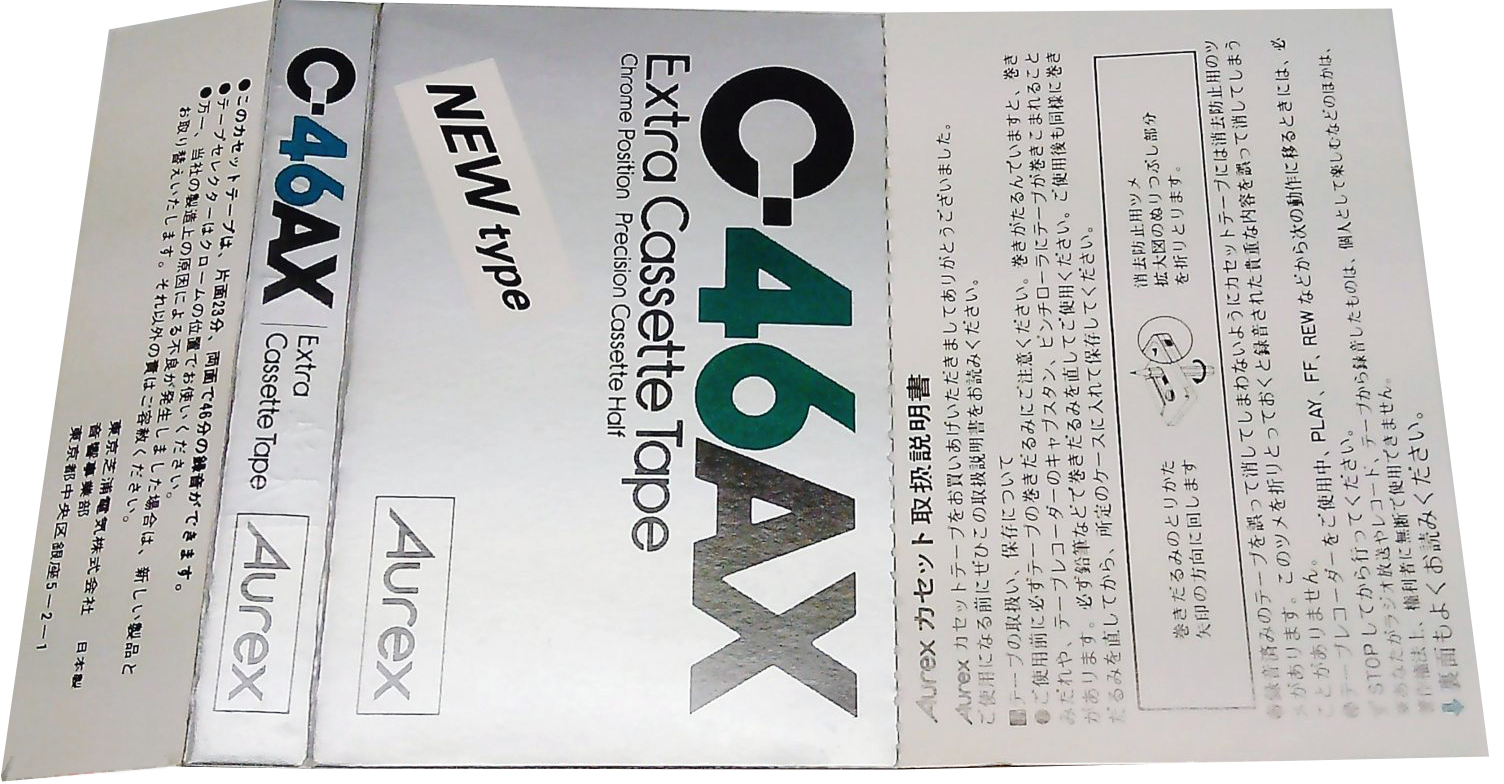 ●このカセットテープは、片面23分、両面で46分の録音ができます。
●テープセレクターはクロームの位置でお使いください。
●万一、当社の製造上の原因による不良が発生しました場合は、新しい製品と
お取り替えいたします。それ以外の責はご容赦ください。
東京芝浦電気株式会社 日本製
音響事業部
東京都中央区銀座5-2-1
C-46AX
Extra
Cassette Tape
Aurex
NEW type
C-46AX
Extra Cassette Tape
Chrome Position Precision Cassette Half
Aurex
Aurex カセット取扱説明書
Aurex カセットテープをお買いあげいただきましてありがとうございました。
ご使用になる前にぜひこの取扱説明書をお読みください。
■テープの取扱い、保存について
●ご使用前に必ずテープの巻きだるみにご注意ください。巻きがたるんでいますと、巻き
みだれや、テープレコーダーのキャプスタン、ピンチローラにテープが巻きこまれること
があります。必ず鉛筆などで巻きだるみを直してご使用ください。ご使用後も同様に巻き
だるみを直してから、所定のケースに入れて保存してください。
巻きだるみのとりかた
矢印の方向に回します
消去防止用ツメ
拡大図のぬりつぶし部分
を折りとります。
●録音済みのテープを誤って消してしまわないようにカセットテープには消去防止用のツ
メがあります。このツメを折りとっておくと録音された貴重な内容を誤って消してしまう
ことがありません。
●テープレコーダーをご使用中、PLAY、FF、REWなどから次の動作に移るときには、必
ずSTOPしてから行ってください。
●あなたがラジオ放送やレコード、テープから録音したものは、個人として楽しむなどのほかは、
著作権法上、権利者に無断で使用できません。
裏面もよくお読みください。